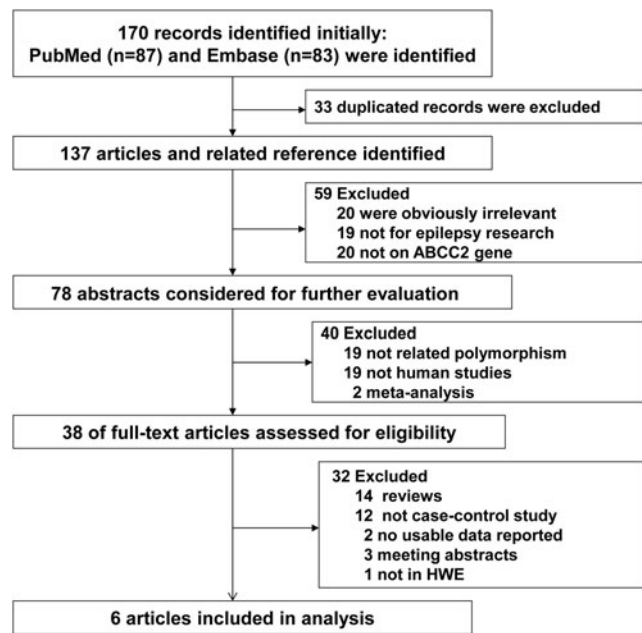 170 records identified initially:
PubMed (n=87) and Embase (n=83) were identified
33 duplicated records were excluded
137 articles and related reference identified
59 Excluded
20 were obviously irrelevant
19 not for epilepsy research
20 not on ABCC2 gene
78 abstracts considered for further evaluation
40 Excluded
19 not related polymorphism
19 not human studies
2 meta-analysis
38 of full-text articles assessed for eligibility
32 Excluded
14 reviews
12 not case-control study
2 no usable data reported
3 meeting abstracts
1 not in HWE
6 articles included in analysis